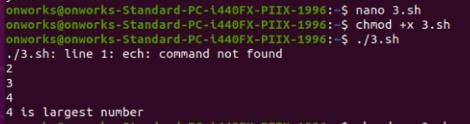 onworks@onworks-Standard-PC-i440FX-PIIX-1996:~$ nano 3.sh
onworks@onworks-Standard-PC-i440FX-PIIX-1996:~$ chmod +x 3.sh
onworks@onworks-Standard-PC-i440FX-PIIX-1996:~$ ./3.sh
./3.sh: line 1: ech: command not found
2
3
4
4 is largest number